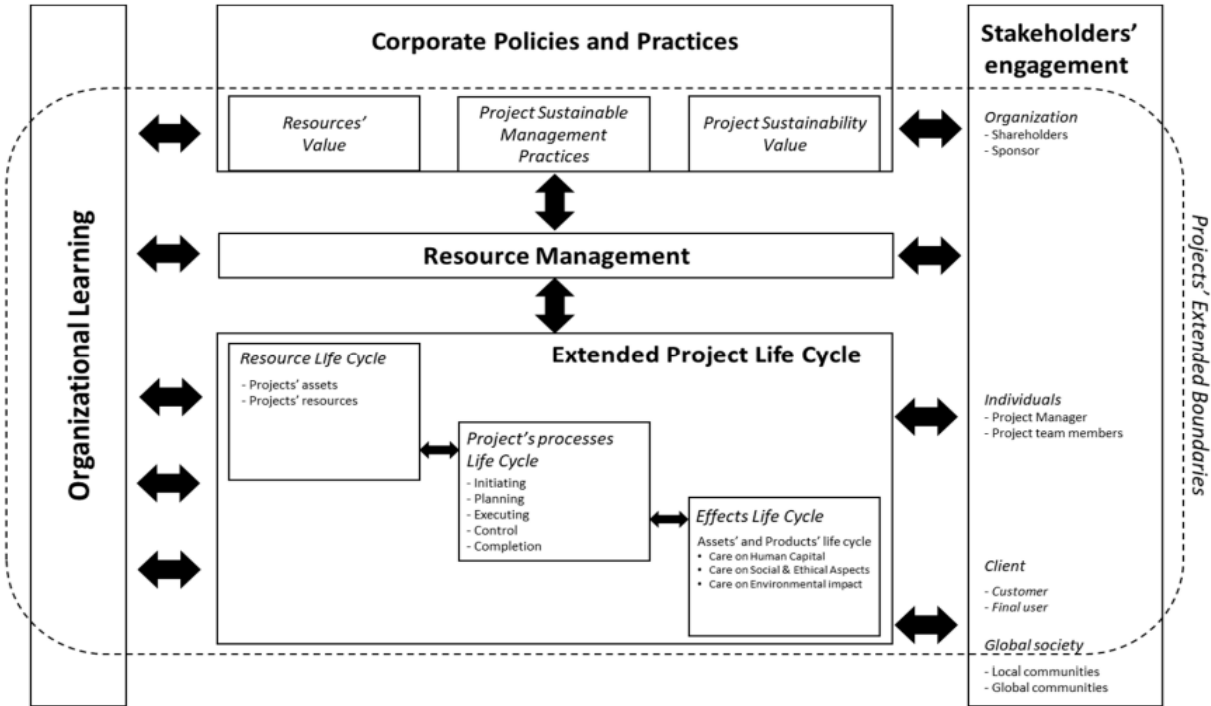 Organizational Learning
Corporate Policies and Practices
Resources'
Value
Project Sustainable
Management
Practices
Project Sustainability
Value
Resource Management
Extended Project Life Cycle
Resource Life Cycle
- Projects' assets
- Projects' resources
Project's processes
Life Cycle
- Initiating
- Planning
- Executing
- Control
- Completion
Effects Life Cycle
Assets' and Products' life cycle
• Care on Human Capital
• Care on Social & Ethical Aspects
• Care on Environmental impact
Stakeholders'
engagement
Organization
- Shareholders
- Sponsor
Individuals
- Project Manager
- Project team members
Client
- Customer
- Final user
Global society
- Local communities
- Global communities
Projects' Extended Boundaries